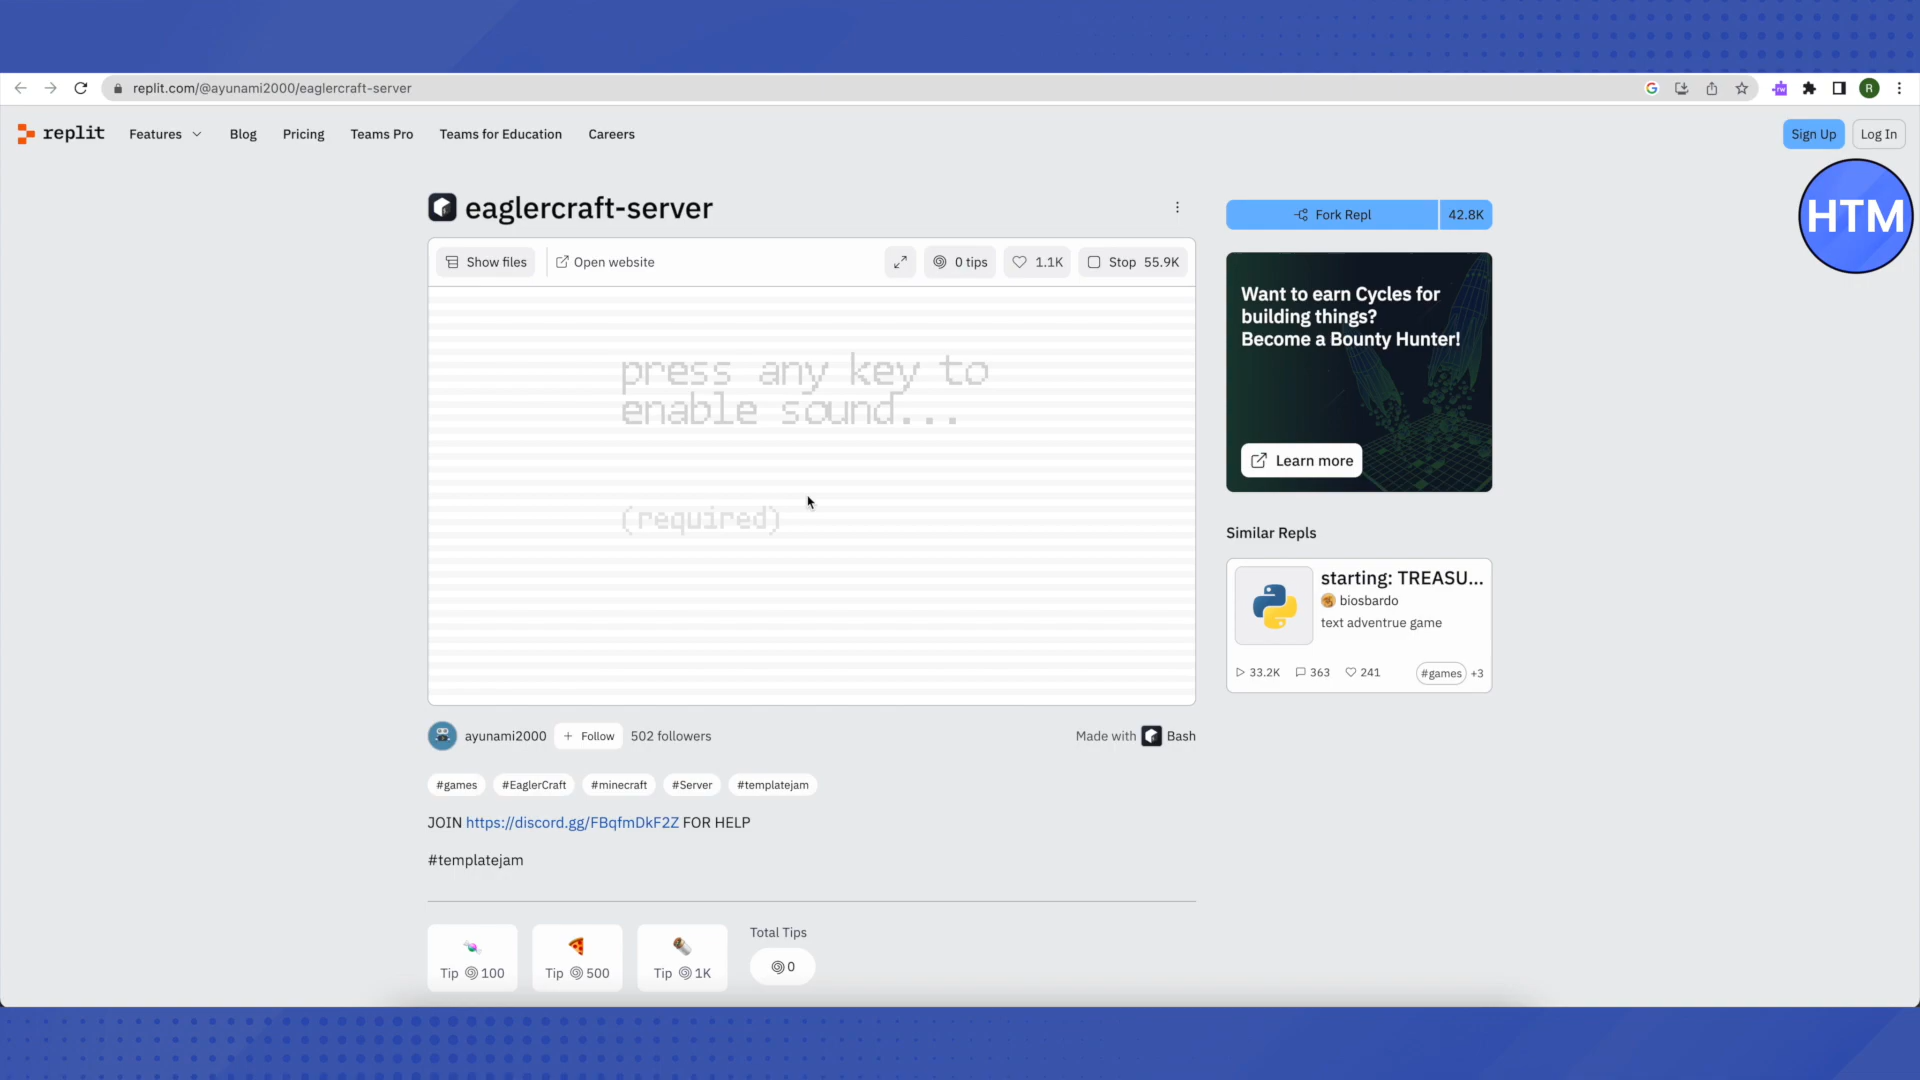 replit.com/@ayunami2000/eaglercraft-server
R
replit
Features
Blog
Pricing
Teams Pro
Teams for Education
Careers
Sign Up
Log In
HTM
eaglercraft-server
Fork Repl
42.8K
Show files
Open website
0 tips
1.1K
Stop 55.9K
press any key to
enable sound...
(required)
Want to earn Cycles for
building things?
Become a Bounty Hunter!
Learn more
Similar Repls
starting: TREASU...
biosbardo
text adventrue game
33.2K
363
241
#games
+3
ayunami2000
+ Follow
502 followers
Made with
Bash
#games
#EaglerCraft
#minecraft
#Server
#templatejam
JOIN https://discord.gg/FBqfmDkF2Z FOR HELP
#templatejam
Tip 100
Tip 500
Tip 1K
Total Tips
0